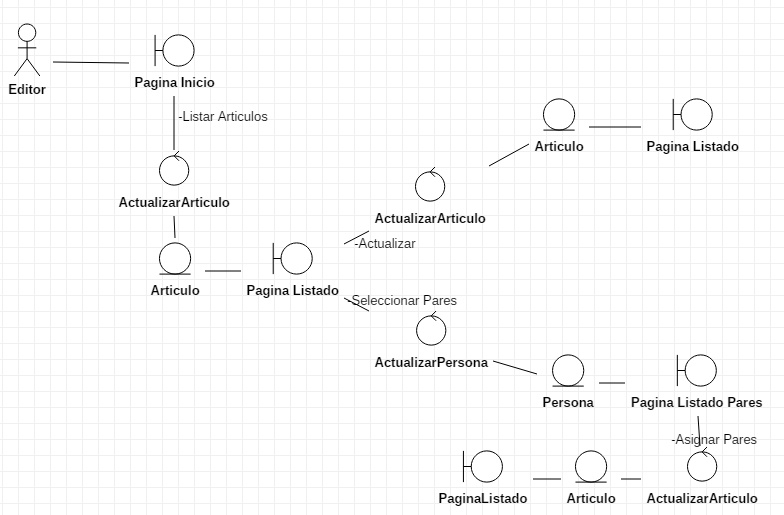 Editor
Pagina Inicio
-Listar Articulos
ActualizarArticulo
Articulo
Pagina Listado
-Actualizar
ActualizarArticulo
Articulo
Pagina Listado
-Seleccionar Pares
ActualizarPersona
Persona
Pagina Listado Pares
-Asignar Pares
ActualizarArticulo
Articulo
PaginaListado